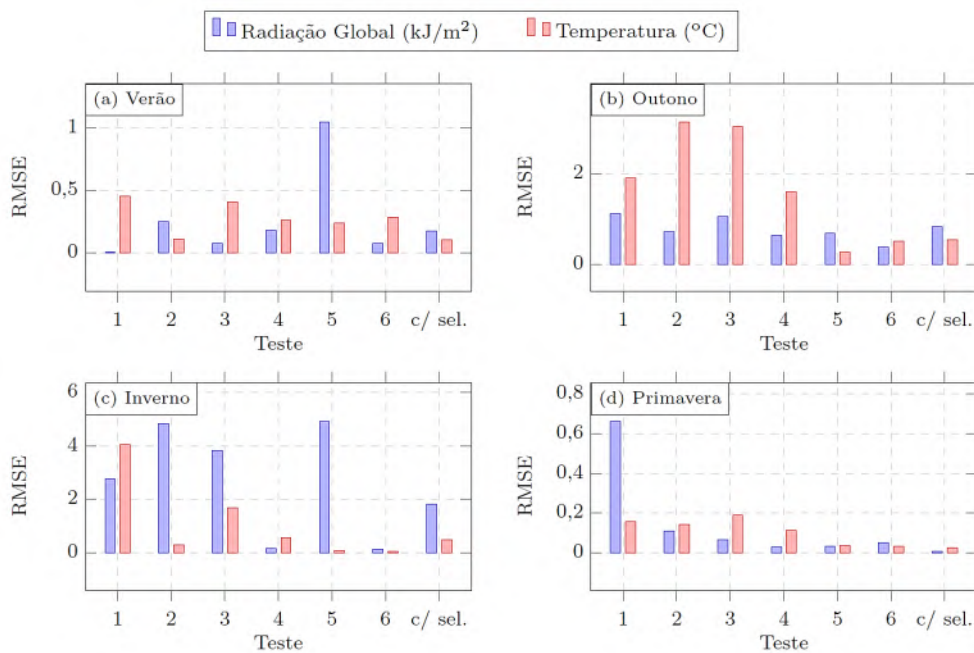 Radiação Global (kJ/m²) Temperatura (ºC)
(a) Verão
RMSE
1
0,5
0
1 2 3 4 5 6 c/ sel.
Teste
(b) Outono
RMSE
2
0
1 2 3 4 5 6 c/ sel.
Teste
(c) Inverno
RMSE
6
4
2
0
1 2 3 4 5 6 c/ sel.
Teste
(d) Primavera
RMSE
0,8
0,6
0,4
0,2
0
1 2 3 4 5 6 c/ sel.
Teste